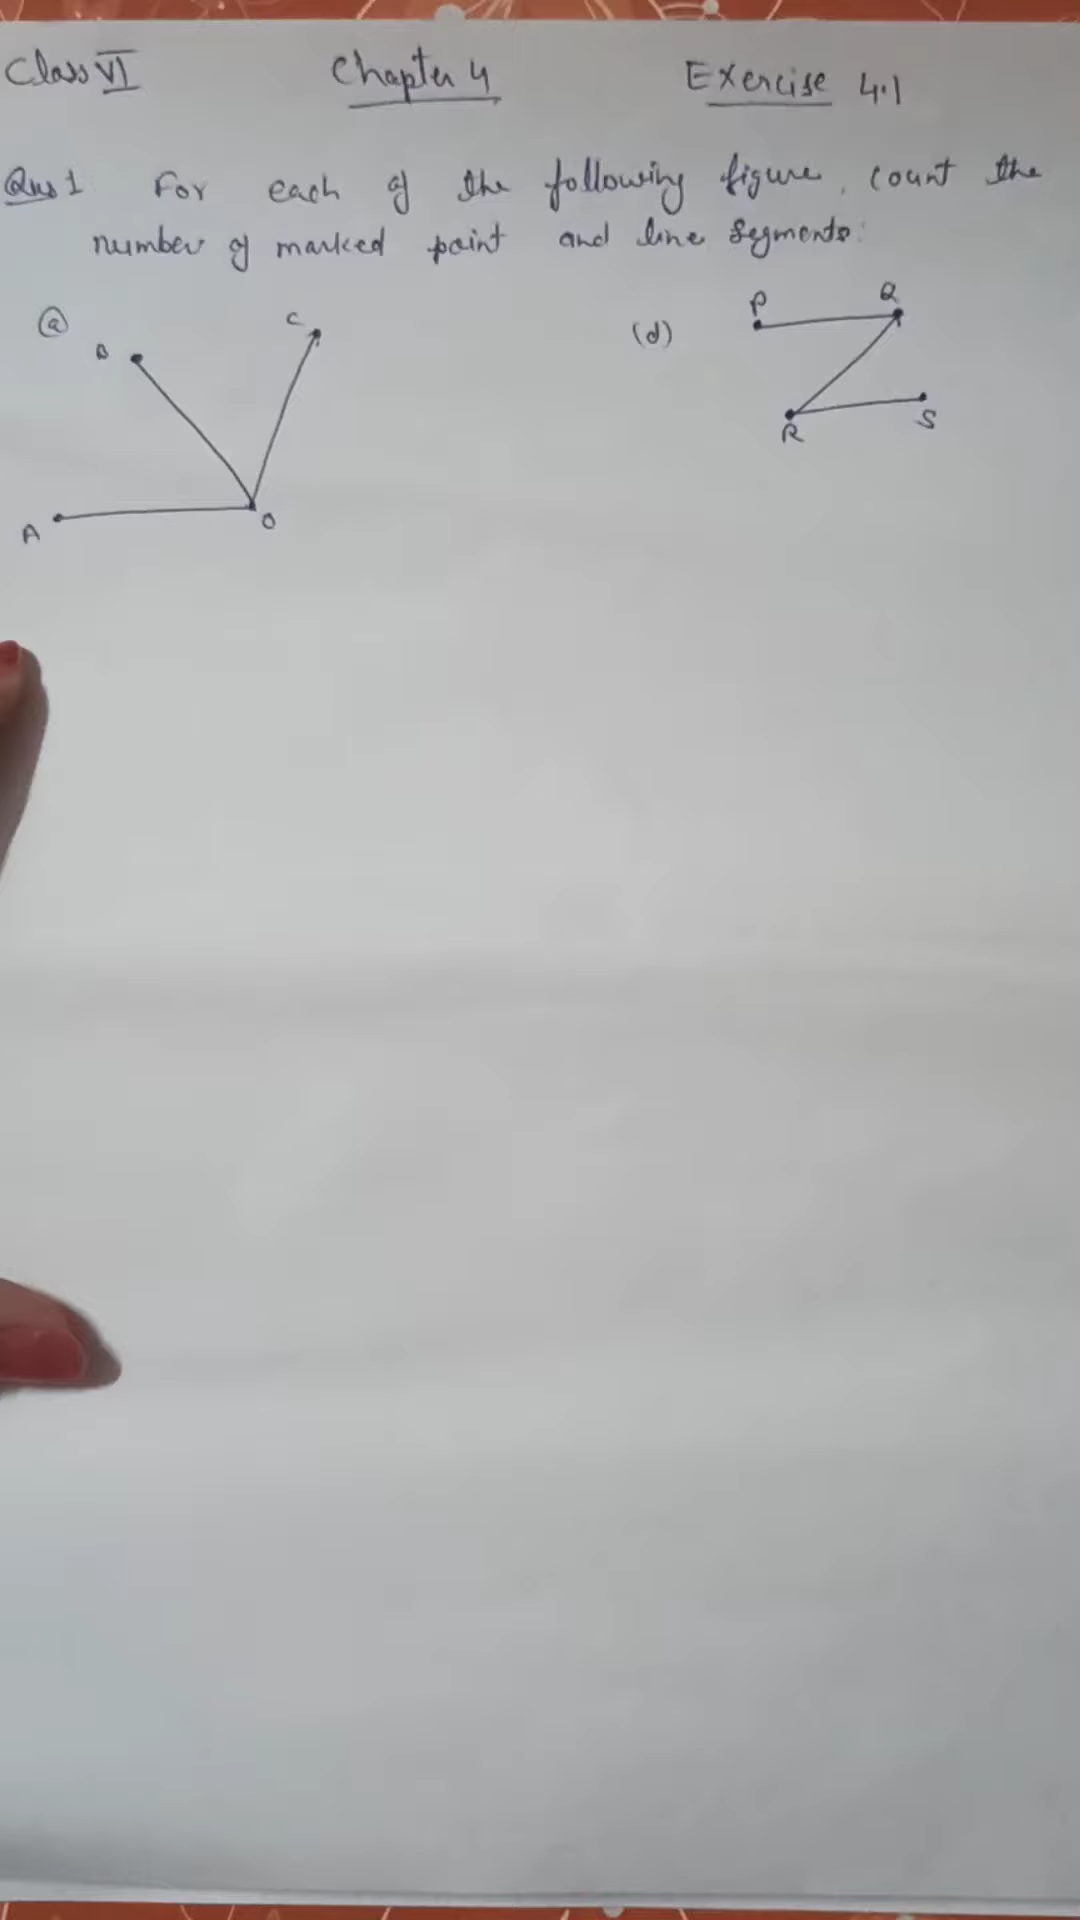 Class VI Chapter 4 Exercise 4.1
Ques 1 For each of the following figure, count the
number of marked point and line segments:
(a) B C
(d) P Q
R S
A O